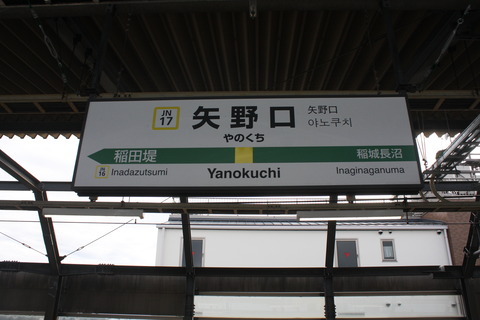 JN
17
矢野口
やのくち
矢野口
야노쿠치
稲田堤
稲城長沼
JN
16
Inadazutsumi
Yanokuchi
Inaginaganuma